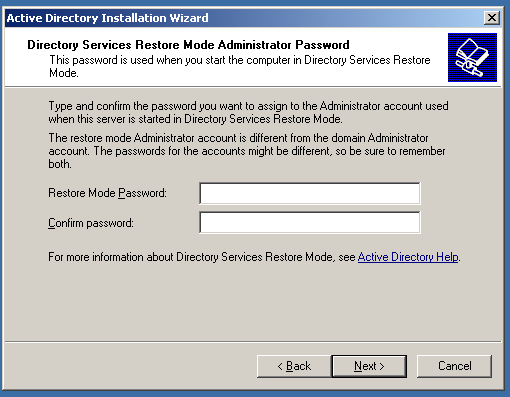 Active Directory Installation Wizard
Directory Services Restore Mode Administrator Password
This password is used when you start the computer in Directory Services Restore
Mode.
Type and confirm the password you want to assign to the Administrator account used
when this server is started in Directory Services Restore Mode.
The restore mode Administrator account is different from the domain Administrator
account. The passwords for the accounts might be different, so be sure to remember
both.
Restore Mode Password:
Confirm password:
For more information about Directory Services Restore Mode, see Active Directory Help.
< Back
Next >
Cancel